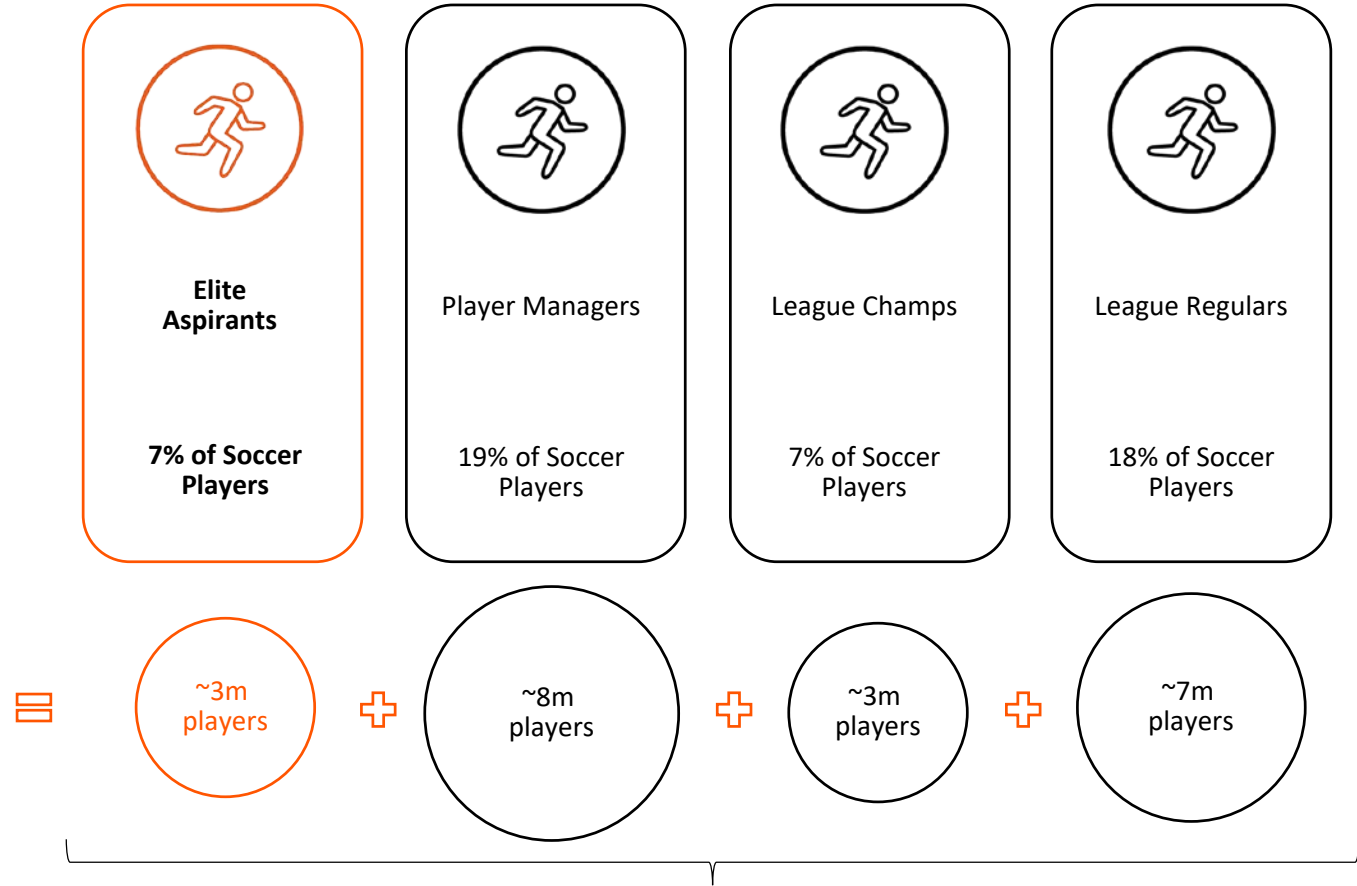 Elite
Aspirants
Player Managers
League Champs
League Regulars
7% of Soccer
Players
19% of Soccer
Players
7% of Soccer
Players
18% of Soccer
Players
~3m
players
~8m
players
~3m
players
~7m
players